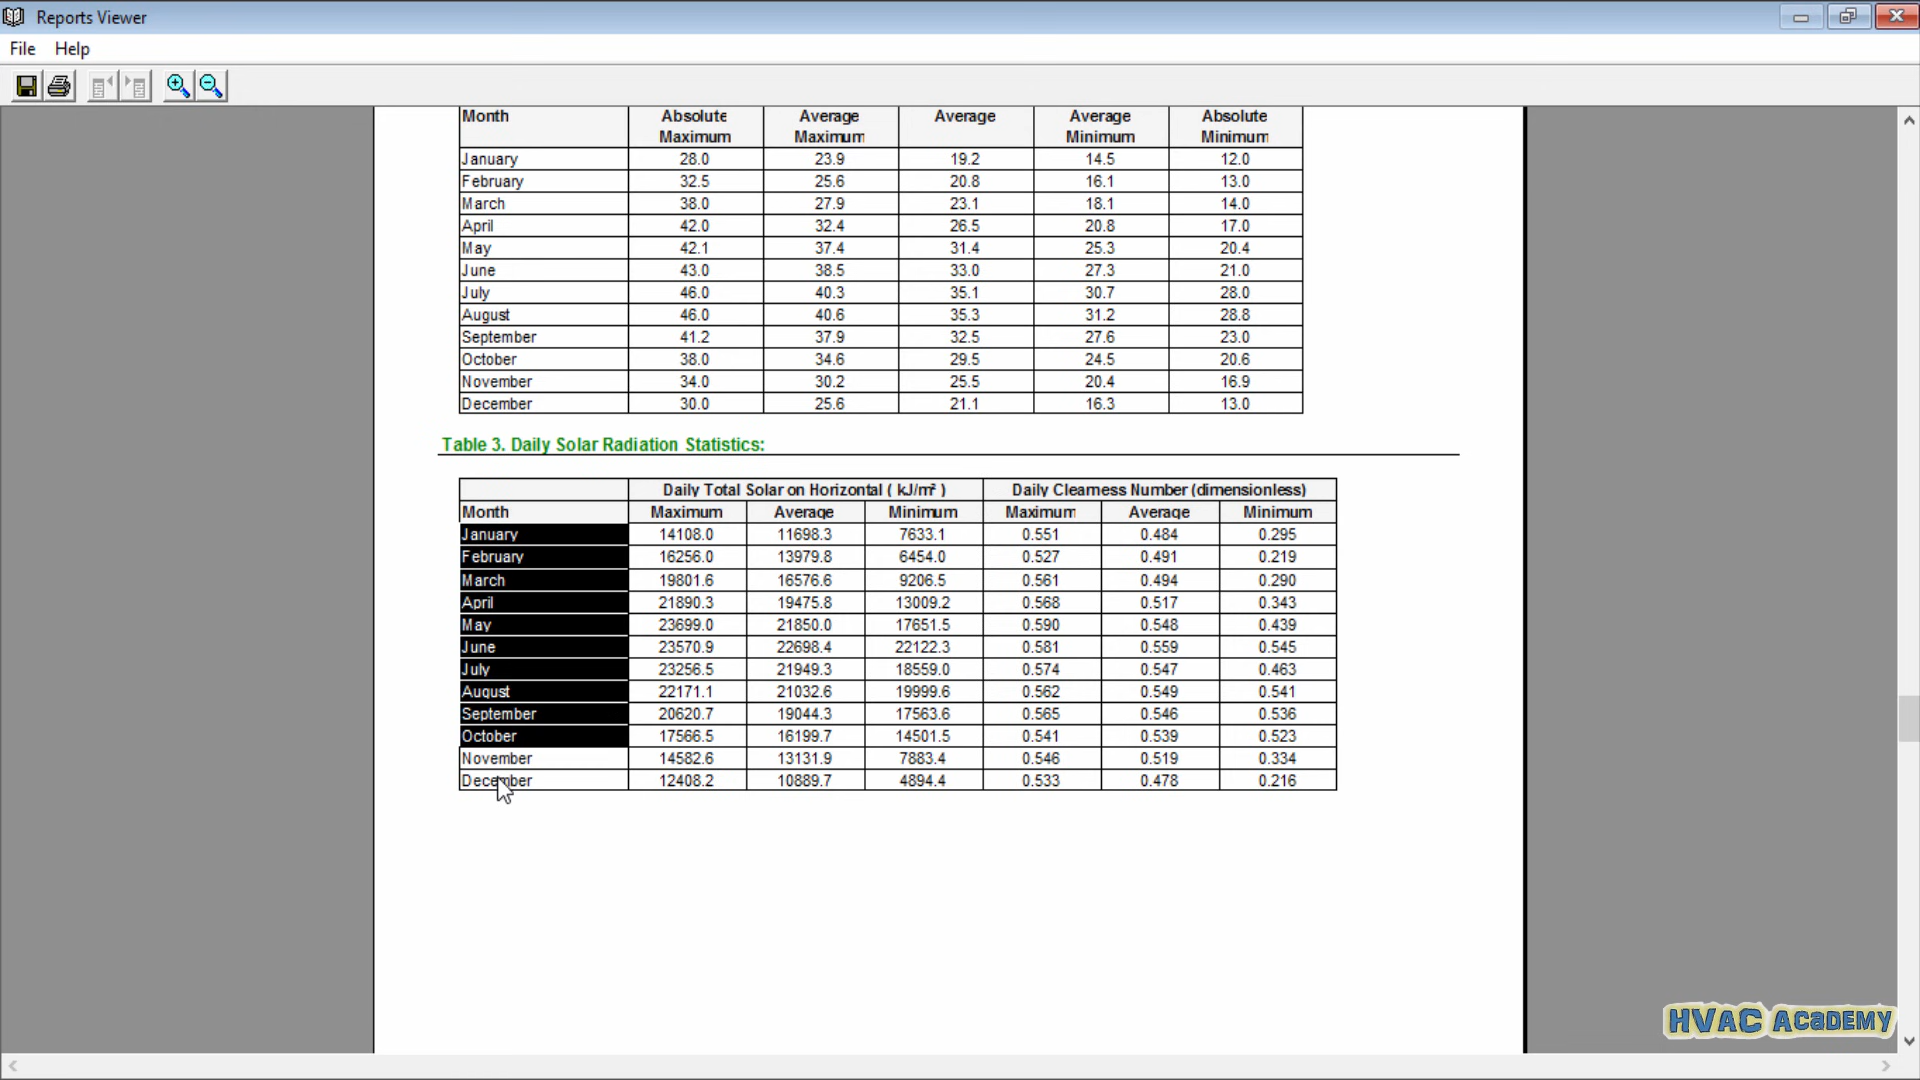 Reports Viewer
File Help
Month Absolute Maximum Average Maximum Average Average Minimum Absolute Minimum
January 28.0 23.9 19.2 14.5 12.0
February 32.5 25.6 20.8 16.1 13.0
March 38.0 27.9 23.1 18.1 14.0
April 42.0 32.4 26.5 20.8 17.0
May 42.1 37.4 31.4 25.3 20.4
June 43.0 38.5 33.0 27.3 21.0
July 46.0 40.3 35.1 30.7 28.0
August 46.0 40.6 35.3 31.2 28.8
September 41.2 37.9 32.5 27.6 23.0
October 38.0 34.6 29.5 24.5 20.6
November 34.0 30.2 25.5 20.4 16.9
December 30.0 25.6 21.1 16.3 13.0
Table 3. Daily Solar Radiation Statistics:
Daily Total Solar on Horizontal ( kJ/m² ) Daily Clearness Number (dimensionless)
Month Maximum Average Minimum Maximum Average Minimum
January 14108.0 11698.3 7633.1 0.551 0.484 0.295
February 16256.0 13979.8 6454.0 0.527 0.491 0.219
March 19801.6 16576.6 9206.5 0.561 0.494 0.290
April 21890.3 19475.8 13009.2 0.568 0.517 0.343
May 23699.0 21850.0 17651.5 0.590 0.548 0.439
June 23570.9 22698.4 22122.3 0.581 0.559 0.545
July 23256.5 21949.3 18559.0 0.574 0.547 0.463
August 22171.1 21032.6 19999.6 0.562 0.549 0.541
September 20620.7 19044.3 17563.6 0.565 0.546 0.536
October 17566.5 16199.7 14501.5 0.541 0.539 0.523
November 14582.6 13131.9 7883.4 0.546 0.519 0.334
December 12408.2 10889.7 4894.4 0.533 0.478 0.216
HVAC AcadEMY